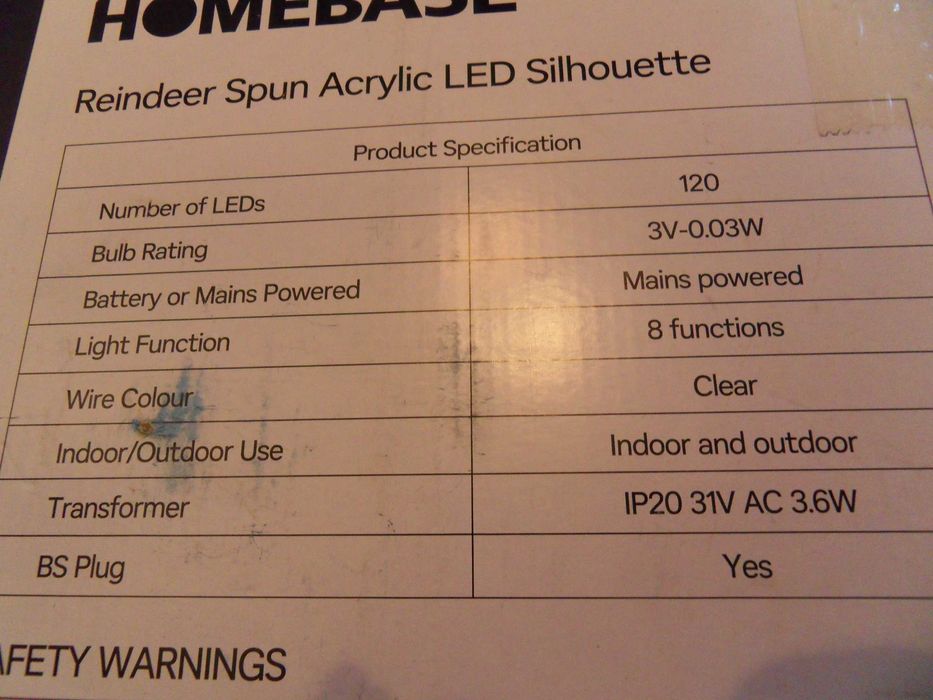 HOMEBASE
Reindeer Spun Acrylic LED Silhouette
Product Specification
Number of LEDs 120
Bulb Rating 3V-0.03W
Battery or Mains Powered Mains powered
Light Function 8 functions
Wire Colour Clear
Indoor/Outdoor Use Indoor and outdoor
Transformer IP20 31V AC 3.6W
BS Plug Yes
AFETY WARNINGS